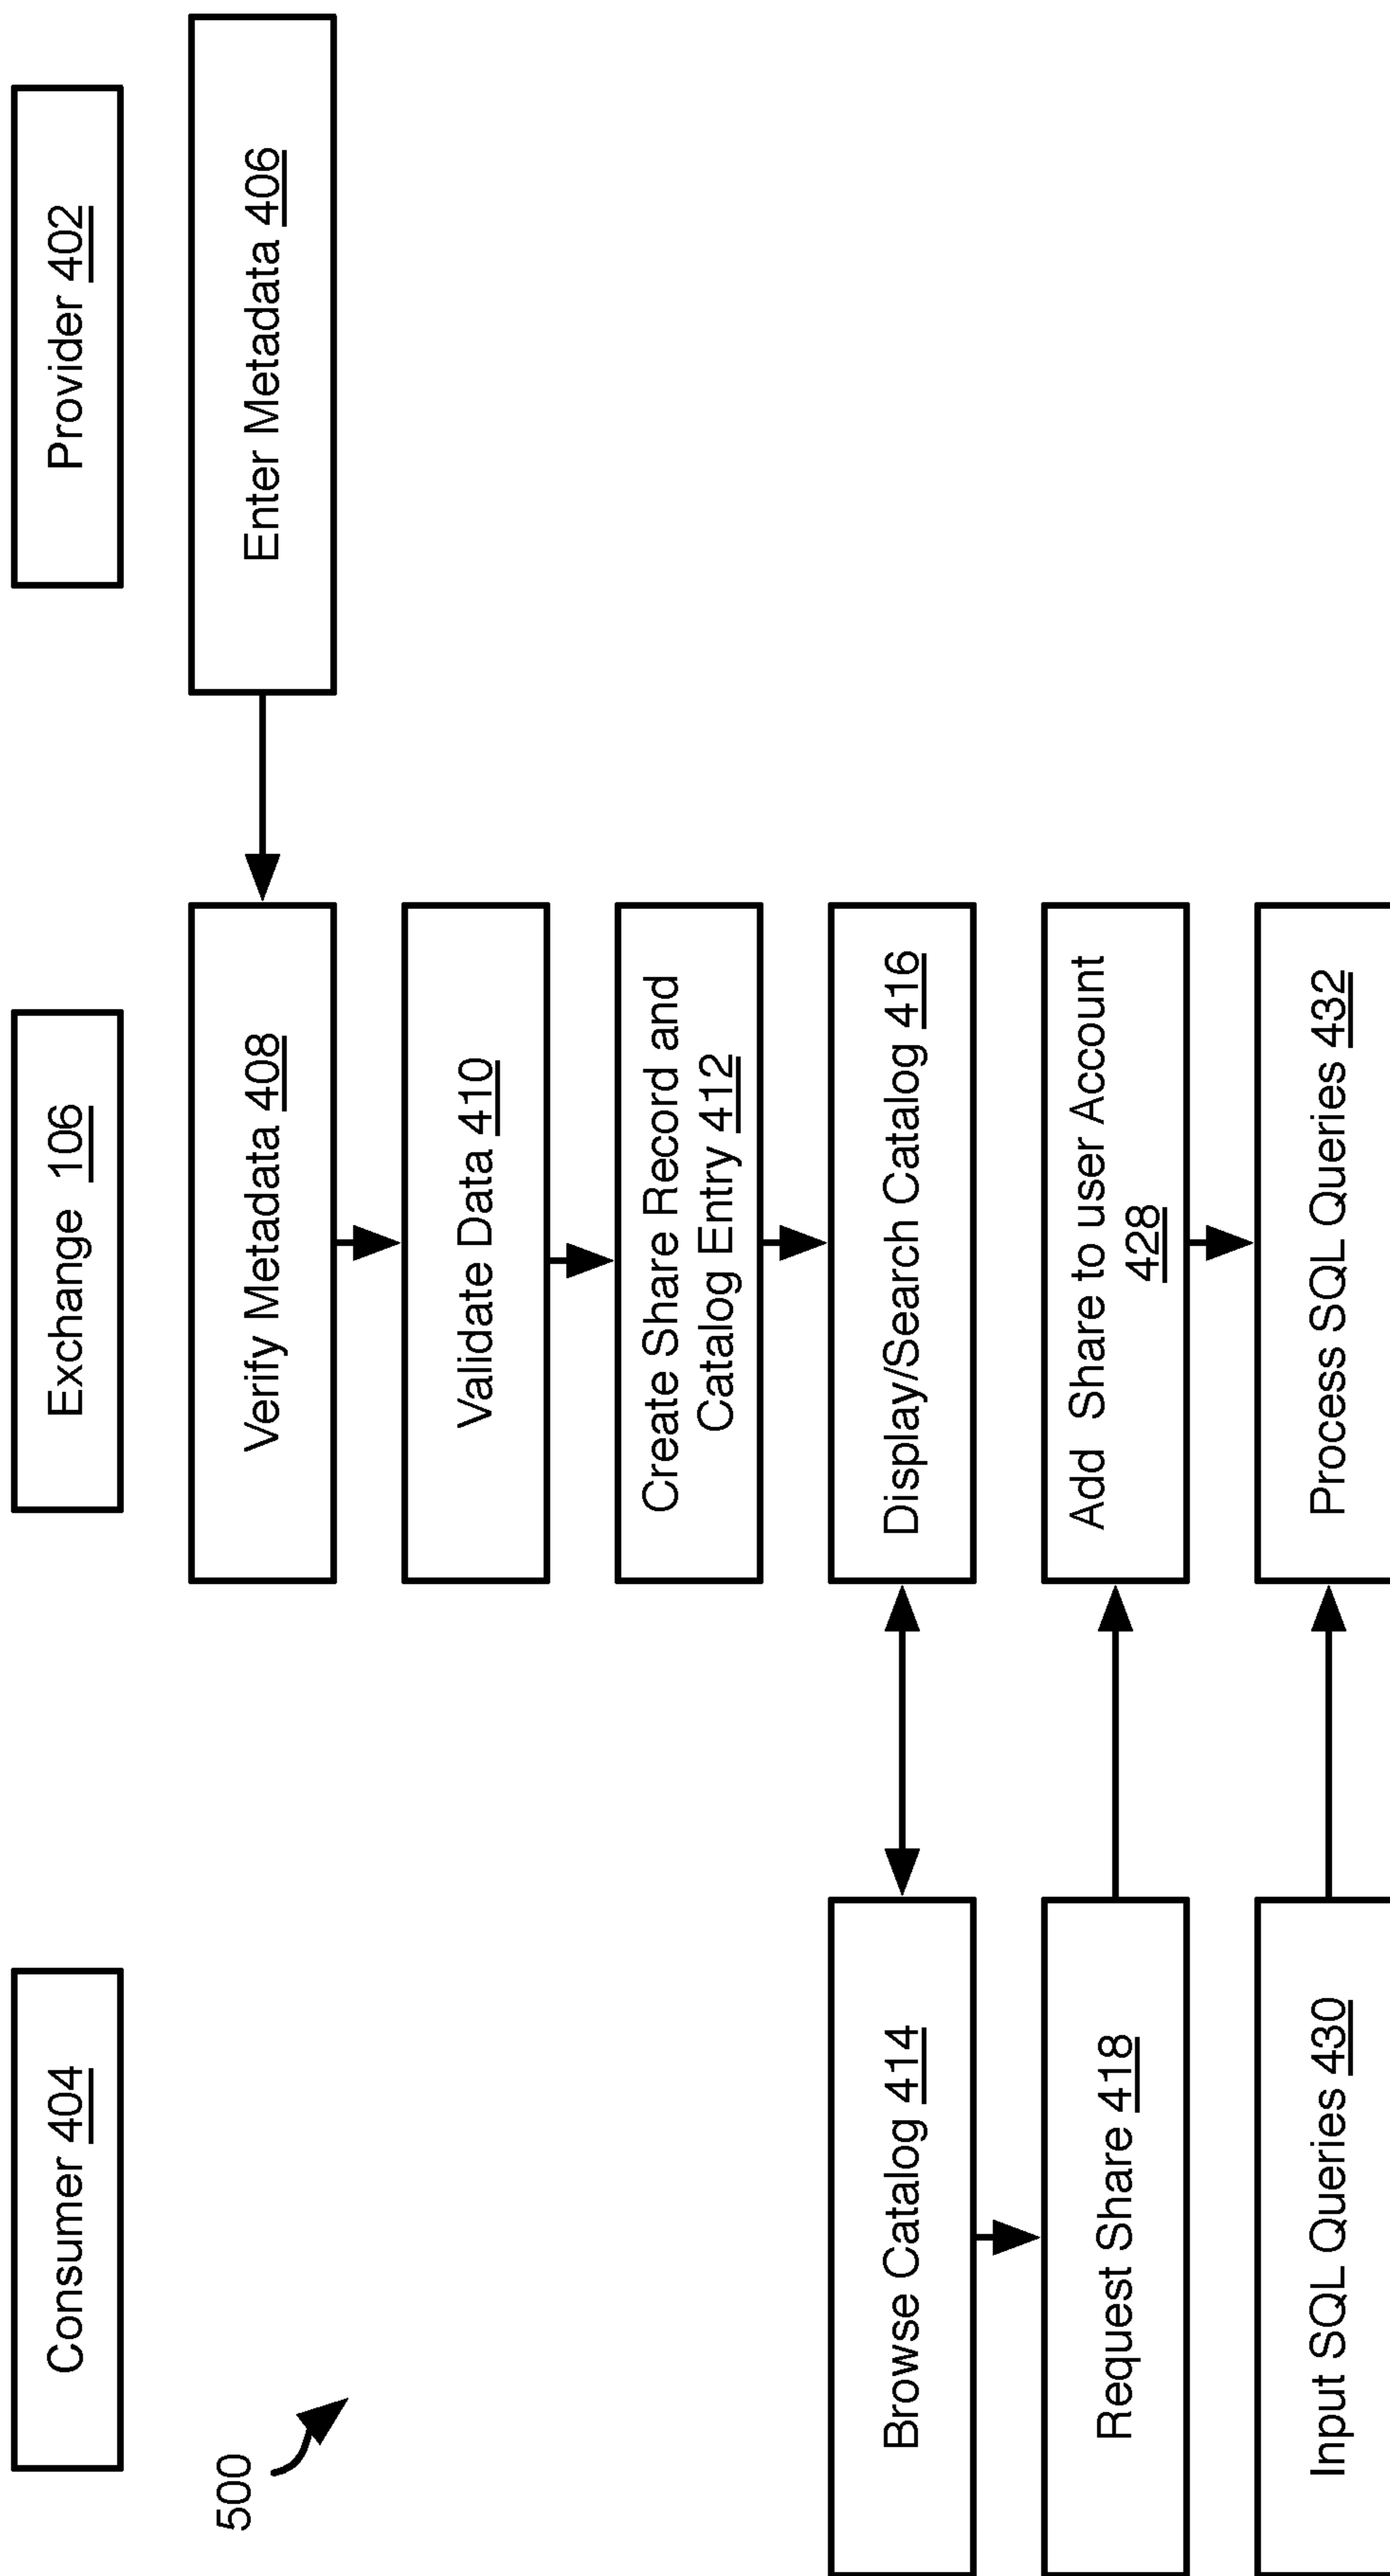 500
Consumer 404
Exchange 106
Provider 402
Verify Metadata 408
Enter Metadata 406
Validate Data 410
Create Share Record and
Catalog Entry 412
Browse Catalog 414
Display/Search Catalog 416
Request Share 418
Add Share to user Account
428
Input SQL Queries 430
Process SQL Queries 432